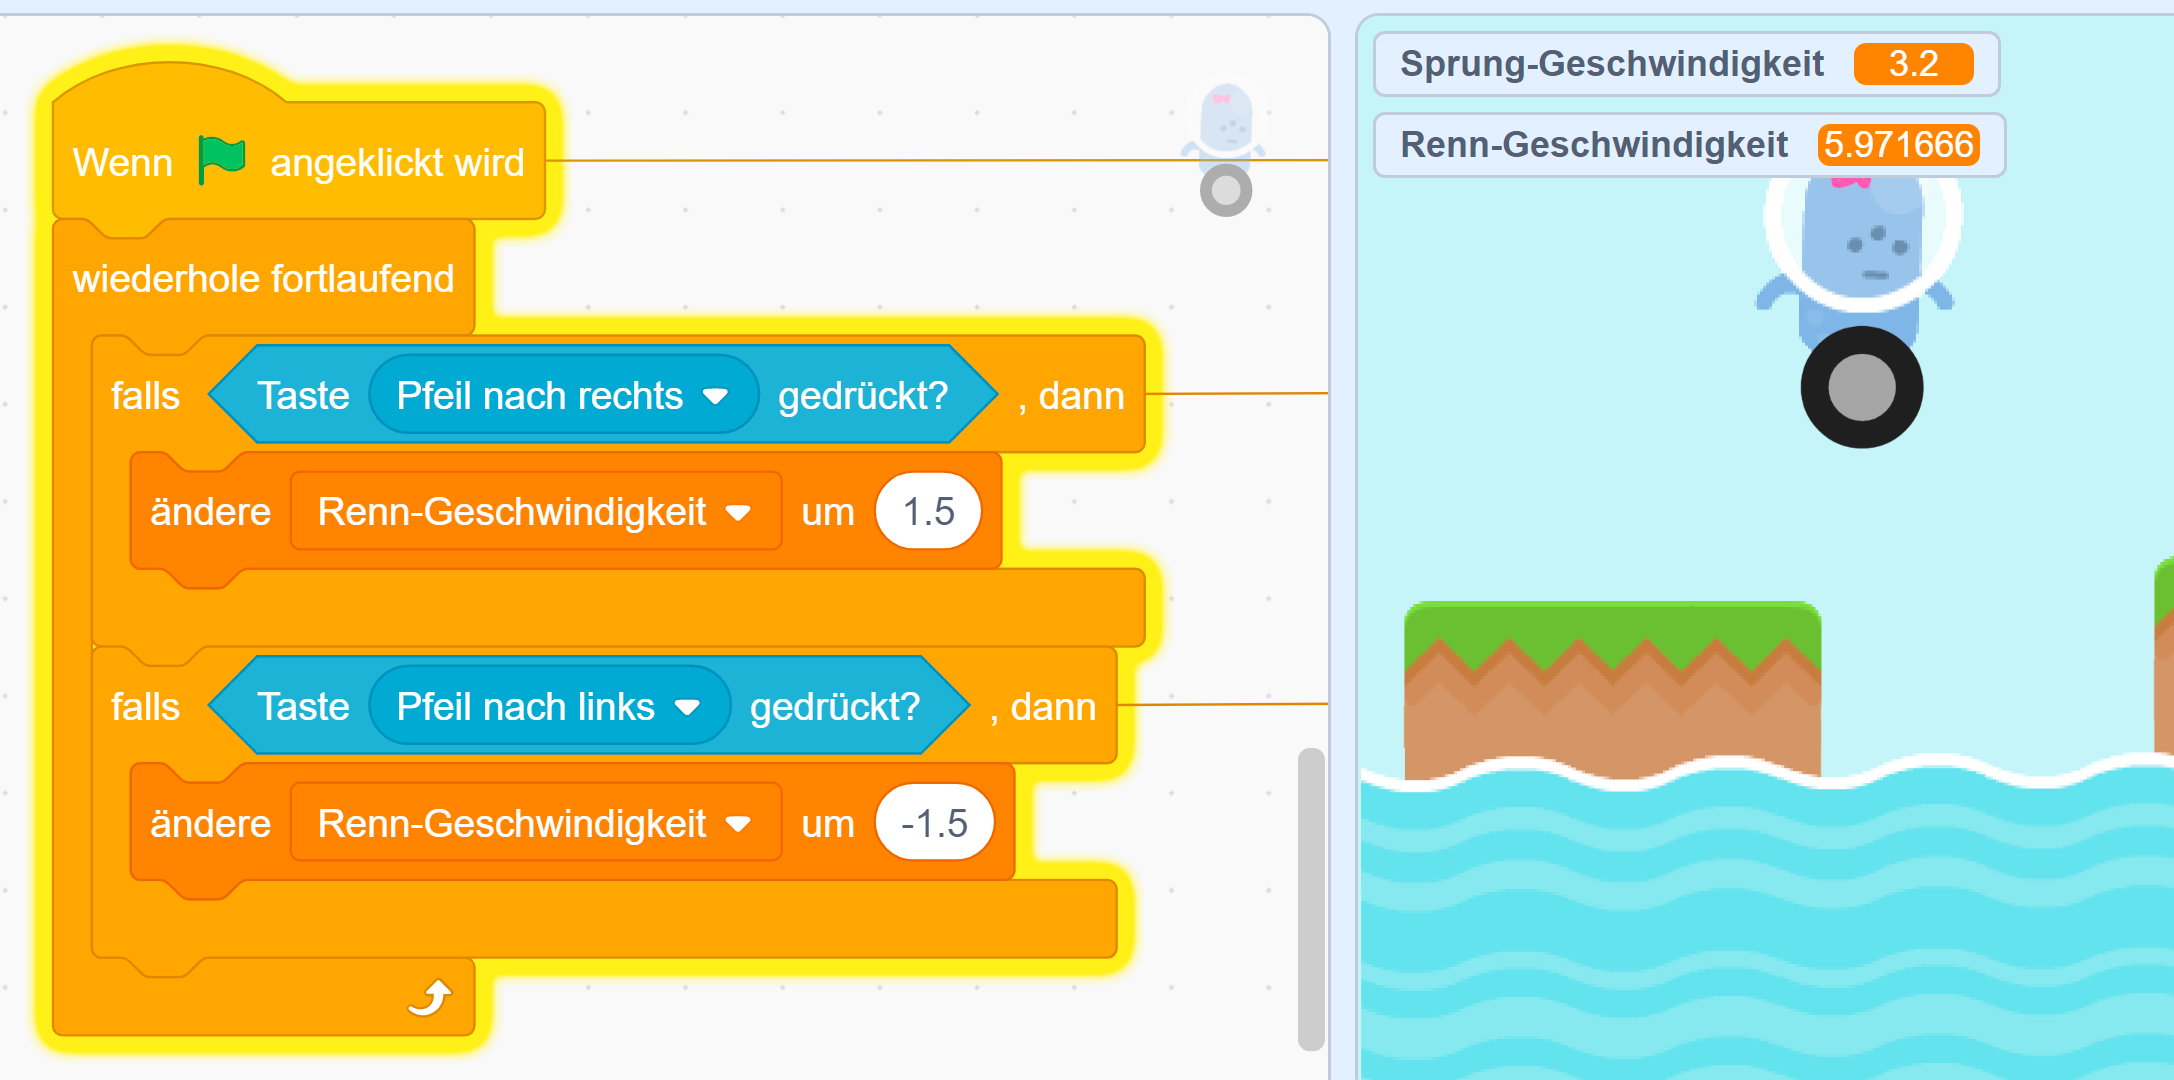 Wenn angeklickt wird
wiederhole fortlaufend
falls Taste Pfeil nach rechts gedrückt? , dann
ändere Renn-Geschwindigkeit um 1.5
falls Taste Pfeil nach links gedrückt? , dann
ändere Renn-Geschwindigkeit um -1.5
Sprung-Geschwindigkeit 3.2
Renn-Geschwindigkeit 5.971666